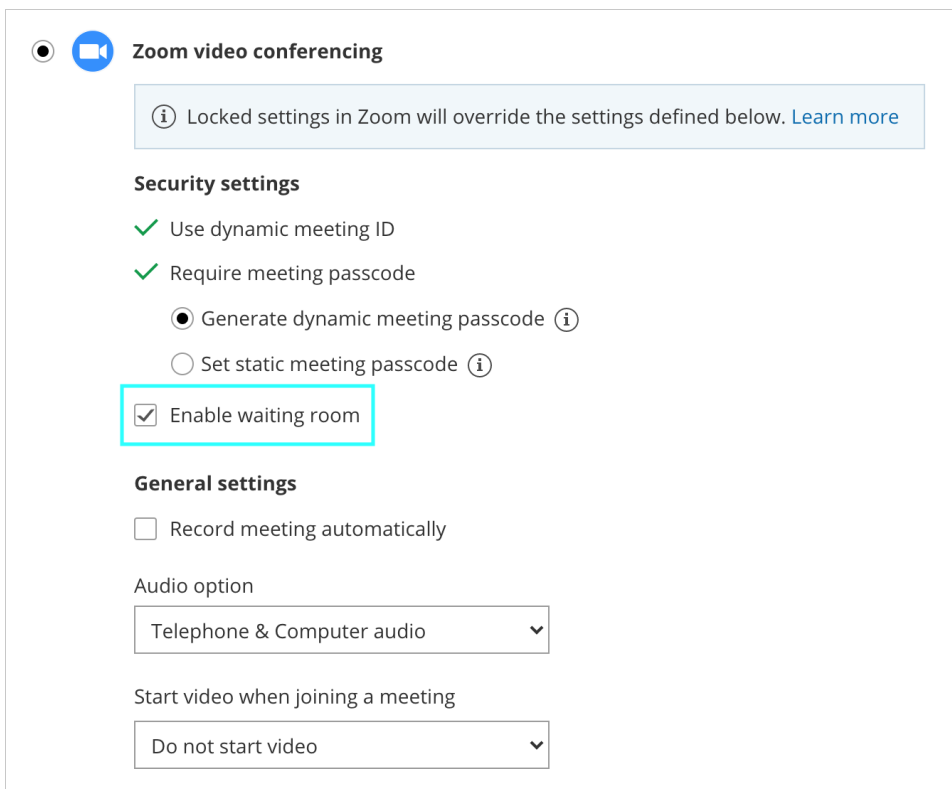 Zoom video conferencing
Locked settings in Zoom will override the settings defined below. Learn more
Security settings
Use dynamic meeting ID
Require meeting passcode
Generate dynamic meeting passcode
Set static meeting passcode
Enable waiting room
General settings
Record meeting automatically
Audio option
Telephone & Computer audio
Start video when joining a meeting
Do not start video